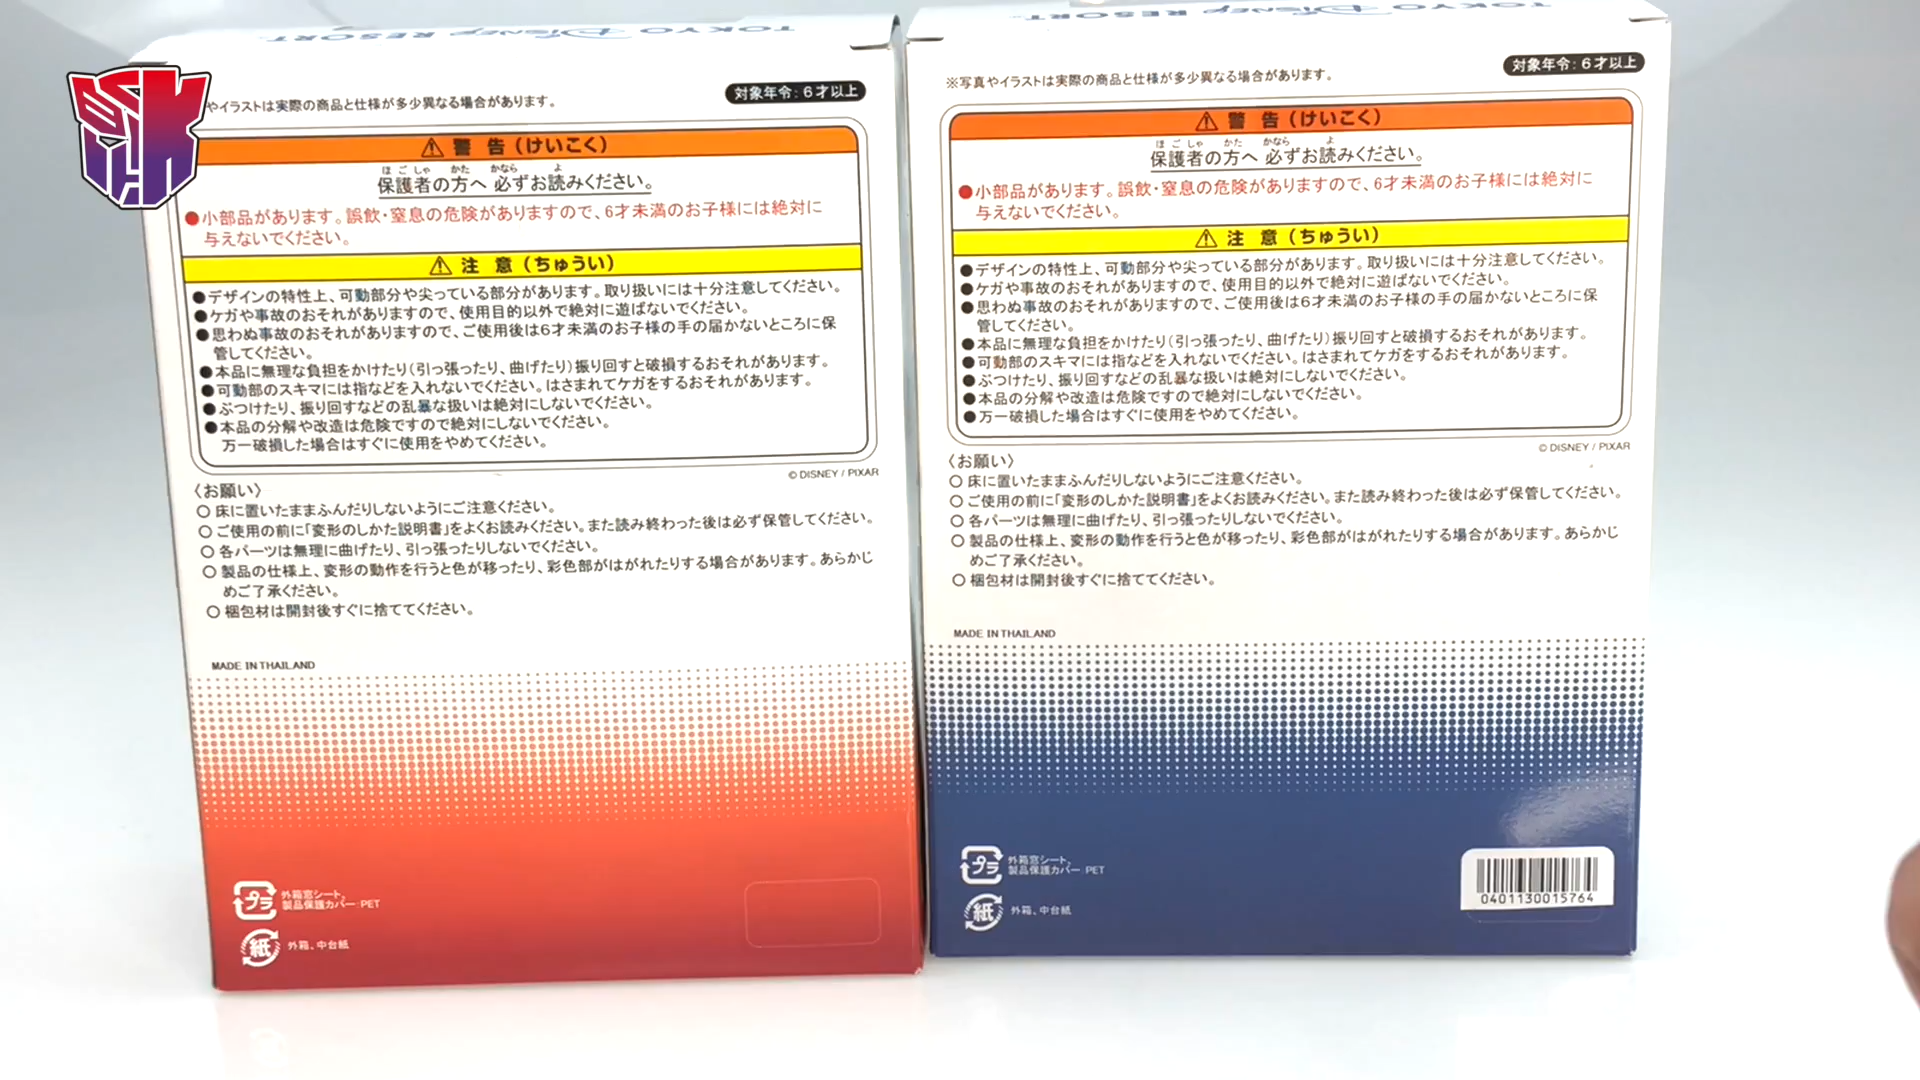 TOKYO DISNEY RESORT
やイラストは実際の商品と仕様が多少異なる場合があります。
対象年令:6才以上
⚠ 警 告(けいこく)
ほ ご しゃ かた かなら よ
保護者の方へ 必ずお読みください。
●小部品があります。誤飲・窒息の危険がありますので、6才未満のお子様には絶対に
与えないでください。
⚠ 注 意(ちゅうい)
●デザインの特性上、可動部分や尖っている部分があります。取り扱いには十分注意してください。
●ケガや事故のおそれがありますので、使用目的以外で絶対に遊ばないでください。
●思わぬ事故のおそれがありますので、ご使用後は6才未満のお子様の手の届かないところに保
管してください。
●本品に無理な負担をかけたり(引っ張ったり、曲げたり)振り回すと破損するおそれがあります。
●可動部のスキマには指などを入れないでください。はさまれてケガをするおそれがあります。
●ぶつけたり、振り回すなどの乱暴な扱いは絶対にしないでください。
●本品の分解や改造は危険ですので絶対にしないでください。
万一破損した場合はすぐに使用をやめてください。
© DISNEY / PIXAR
〈お願い〉
○ 床に置いたままふんだりしないようにご注意ください。
○ ご使用の前に「変形のしかた説明書」をよくお読みください。また読み終わった後は必ず保管してください。
○ 各パーツは無理に曲げたり、引っ張ったりしないでください。
○ 製品の仕様上、変形の動作を行うと色が移ったり、彩色部がはがれたりする場合があります。あらかじ
めご了承ください。
○ 梱包材は開封後すぐに捨ててください。
MADE IN THAILAND
プラ
外箱窓シート、
製品保護カバー:PET
紙
外箱、中台紙
TOKYO DISNEY RESORT
※写真やイラストは実際の商品と仕様が多少異なる場合があります。
対象年令:6才以上
⚠ 警 告(けいこく)
ほ ご しゃ かた かなら よ
保護者の方へ 必ずお読みください。
●小部品があります。誤飲・窒息の危険がありますので、6才未満のお子様には絶対に
与えないでください。
⚠ 注 意(ちゅうい)
●デザインの特性上、可動部分や尖っている部分があります。取り扱いには十分注意してください。
●ケガや事故のおそれがありますので、使用目的以外で絶対に遊ばないでください。
●思わぬ事故のおそれがありますので、ご使用後は6才未満のお子様の手の届かないところに保
管してください。
●本品に無理な負担をかけたり(引っ張ったり、曲げたり)振り回すと破損するおそれがあります。
●可動部のスキマには指などを入れないでください。はさまれてケガをするおそれがあります。
●ぶつけたり、振り回すなどの乱暴な扱いは絶対にしないでください。
●本品の分解や改造は危険ですので絶対にしないでください。
●万一破損した場合はすぐに使用をやめてください。
© DISNEY / PIXAR
〈お願い〉
○ 床に置いたままふんだりしないようにご注意ください。
○ ご使用の前に「変形のしかた説明書」をよくお読みください。また読み終わった後は必ず保管してください。
○ 各パーツは無理に曲げたり、引っ張ったりしないでください。
○ 製品の仕様上、変形の動作を行うと色が移ったり、彩色部がはがれたりする場合があります。あらかじ
めご了承ください。
○ 梱包材は開封後すぐに捨ててください。
MADE IN THAILAND
プラ
外箱窓シート、
製品保護カバー:PET
紙
外箱、中台紙
0401130015764